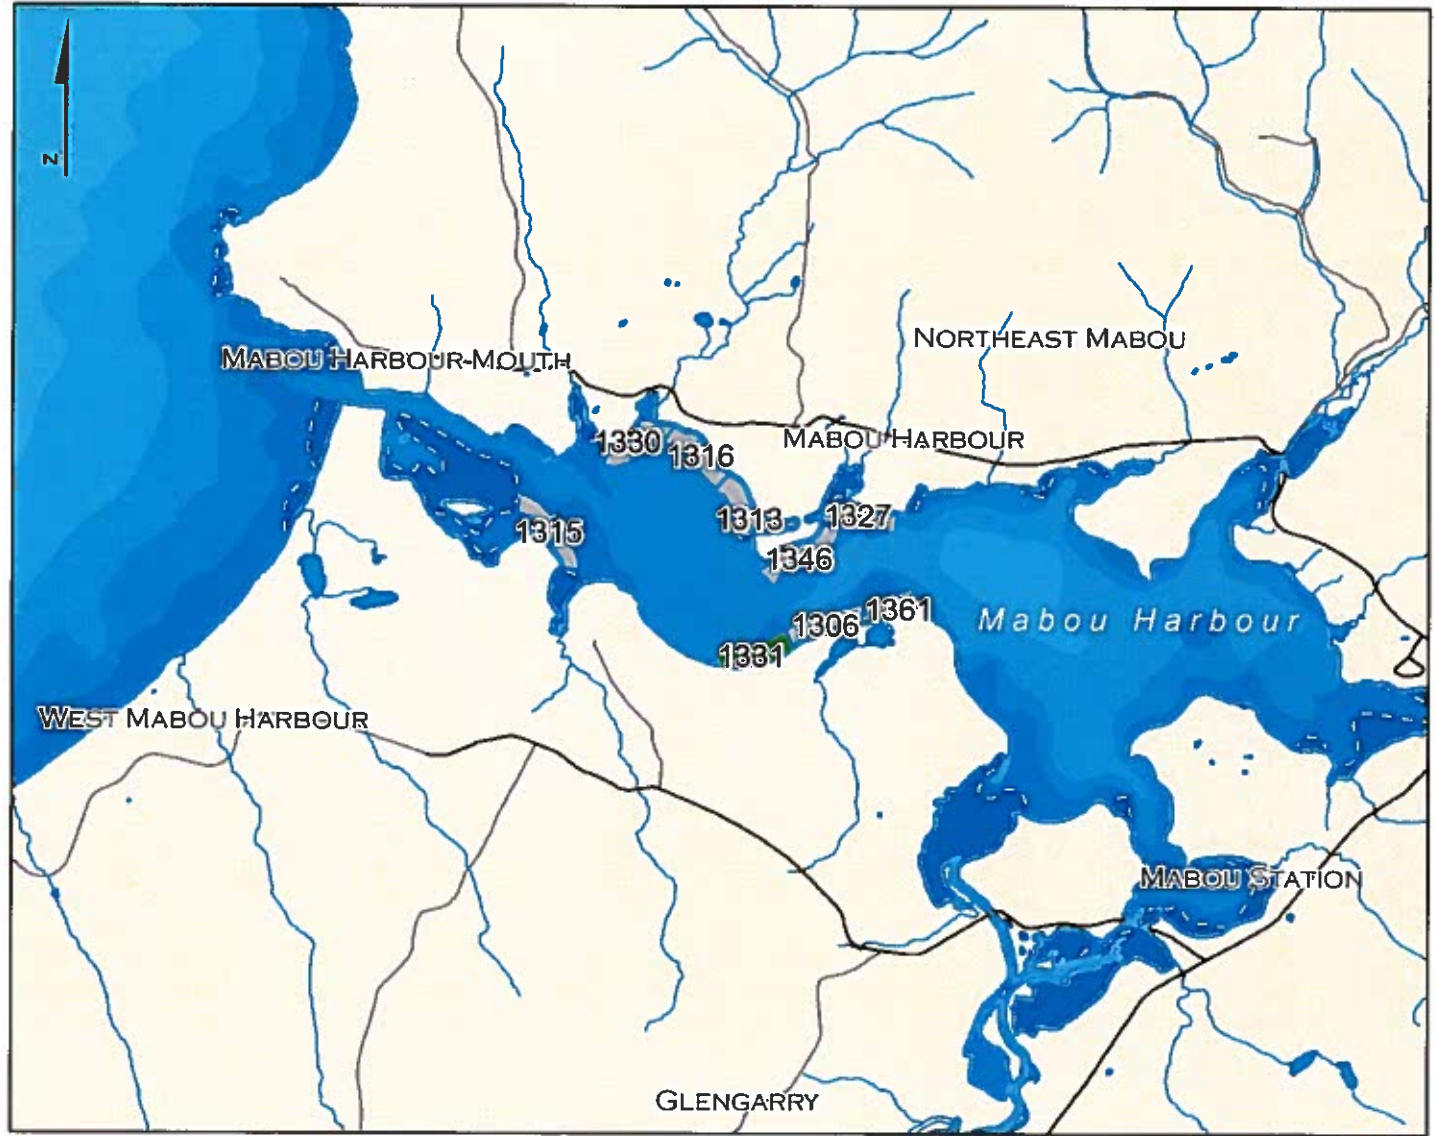 N
Northeast Mabou
Mabou Harbour-Mouth
Mabou Harbour
1330
1316
1313
1327
1315
1346
1361
1306
Mabou Harbour
1331
West Mabou Harbour
Mabou Station
Glengarry